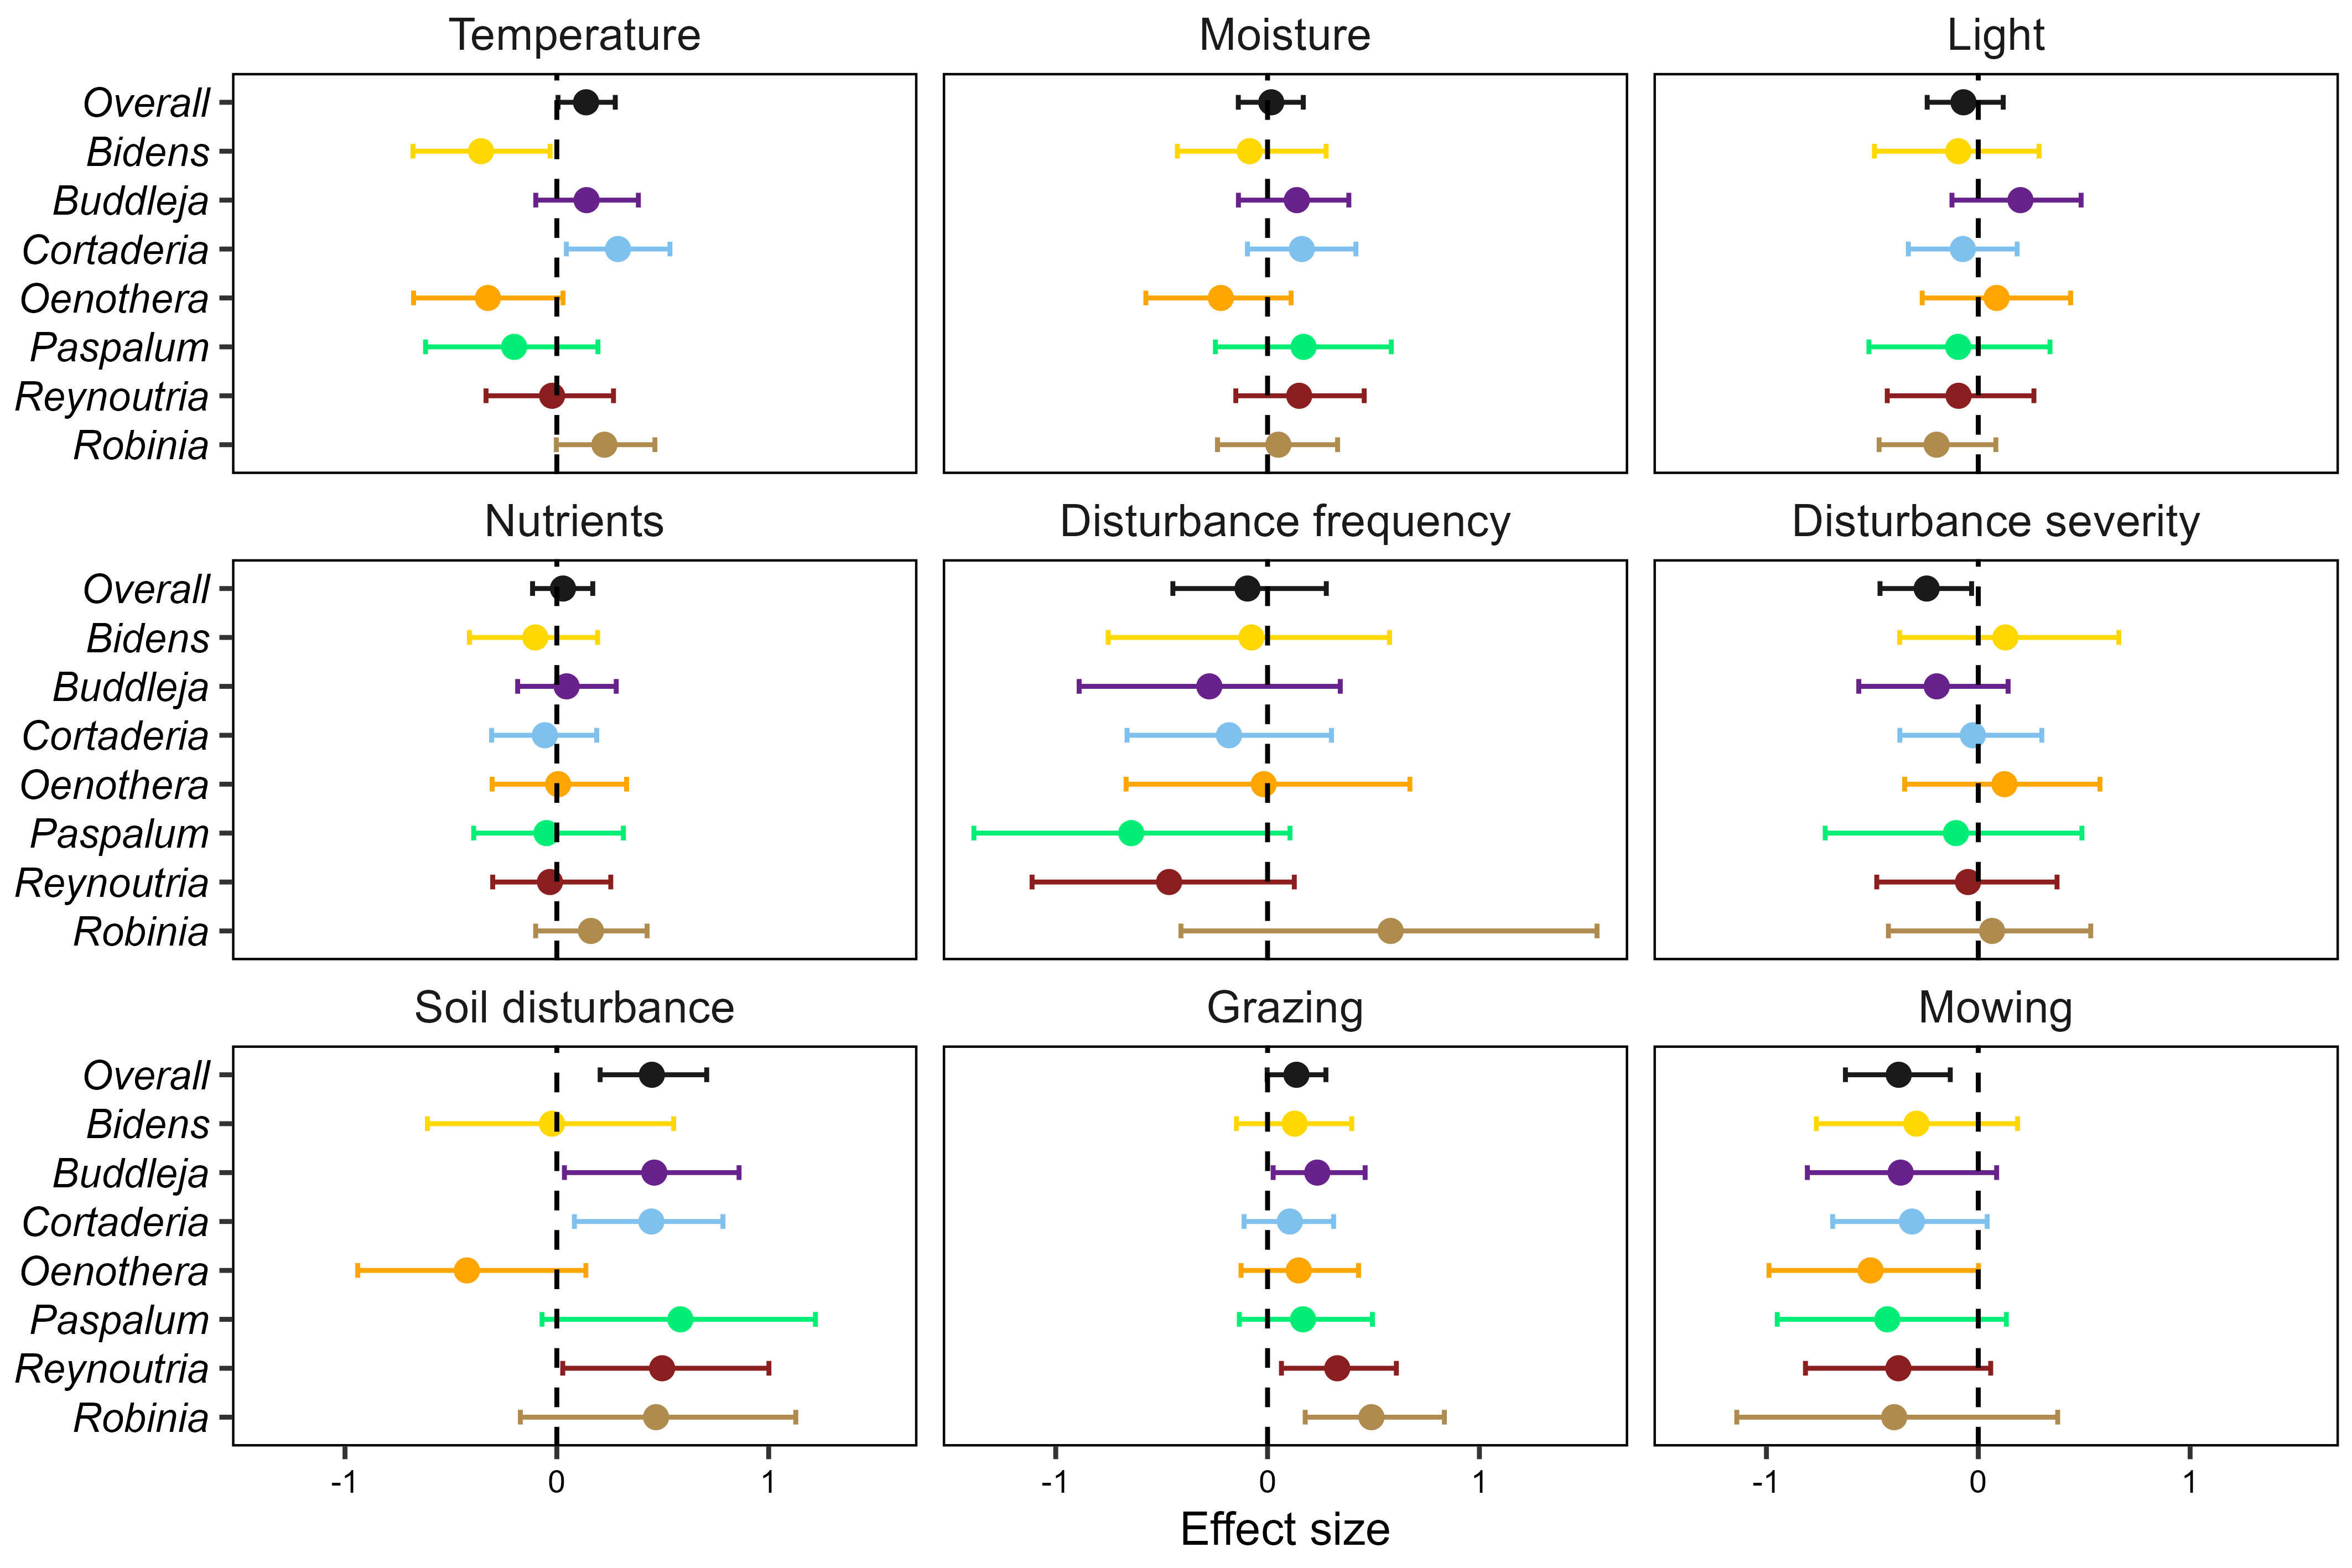 Temperature Moisture Light
Overall
Bidens
Buddleja
Cortaderia
Oenothera
Paspalum
Reynoutria
Robinia
Nutrients Disturbance frequency Disturbance severity
Overall
Bidens
Buddleja
Cortaderia
Oenothera
Paspalum
Reynoutria
Robinia
Soil disturbance Grazing Mowing
Overall
Bidens
Buddleja
Cortaderia
Oenothera
Paspalum
Reynoutria
Robinia
-1 0 1 -1 0 1 -1 0 1
Effect size